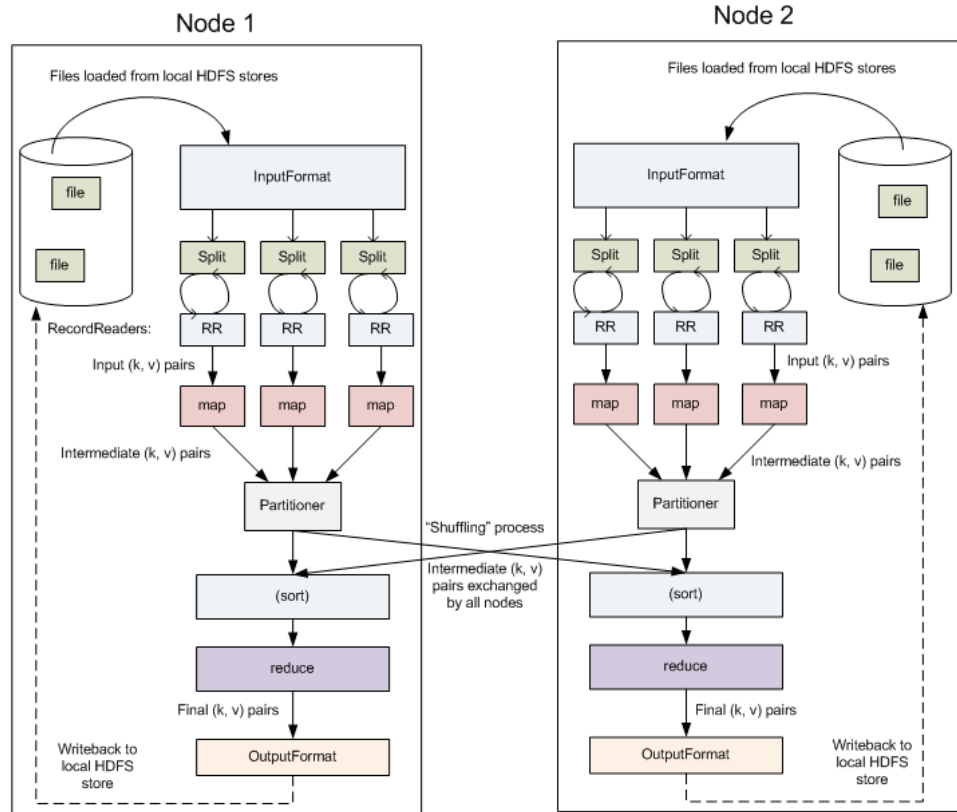 Node 1
Files loaded from local HDFS stores
file
file
InputFormat
Split
Split
Split
RecordReaders:
RR
RR
RR
Input (k, v) pairs
map
map
map
Intermediate (k, v) pairs
Partitioner
(sort)
reduce
Final (k, v) pairs
OutputFormat
Writeback to
local HDFS
store
"Shuffling" process
Intermediate (k, v)
pairs exchanged
by all nodes
Node 2
Files loaded from local HDFS stores
InputFormat
file
file
Split
Split
Split
RR
RR
RR
Input (k, v) pairs
map
map
map
Intermediate (k, v) pairs
Partitioner
(sort)
reduce
Final (k, v) pairs
OutputFormat
Writeback to
local HDFS
store